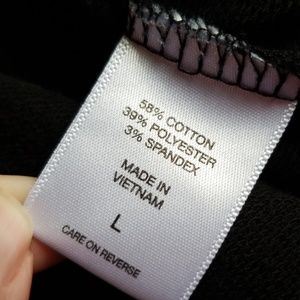 58% COTTON
39% POLYESTER
3% SPANDEX
MADE IN
VIETNAM
L
CARE ON REVERSE